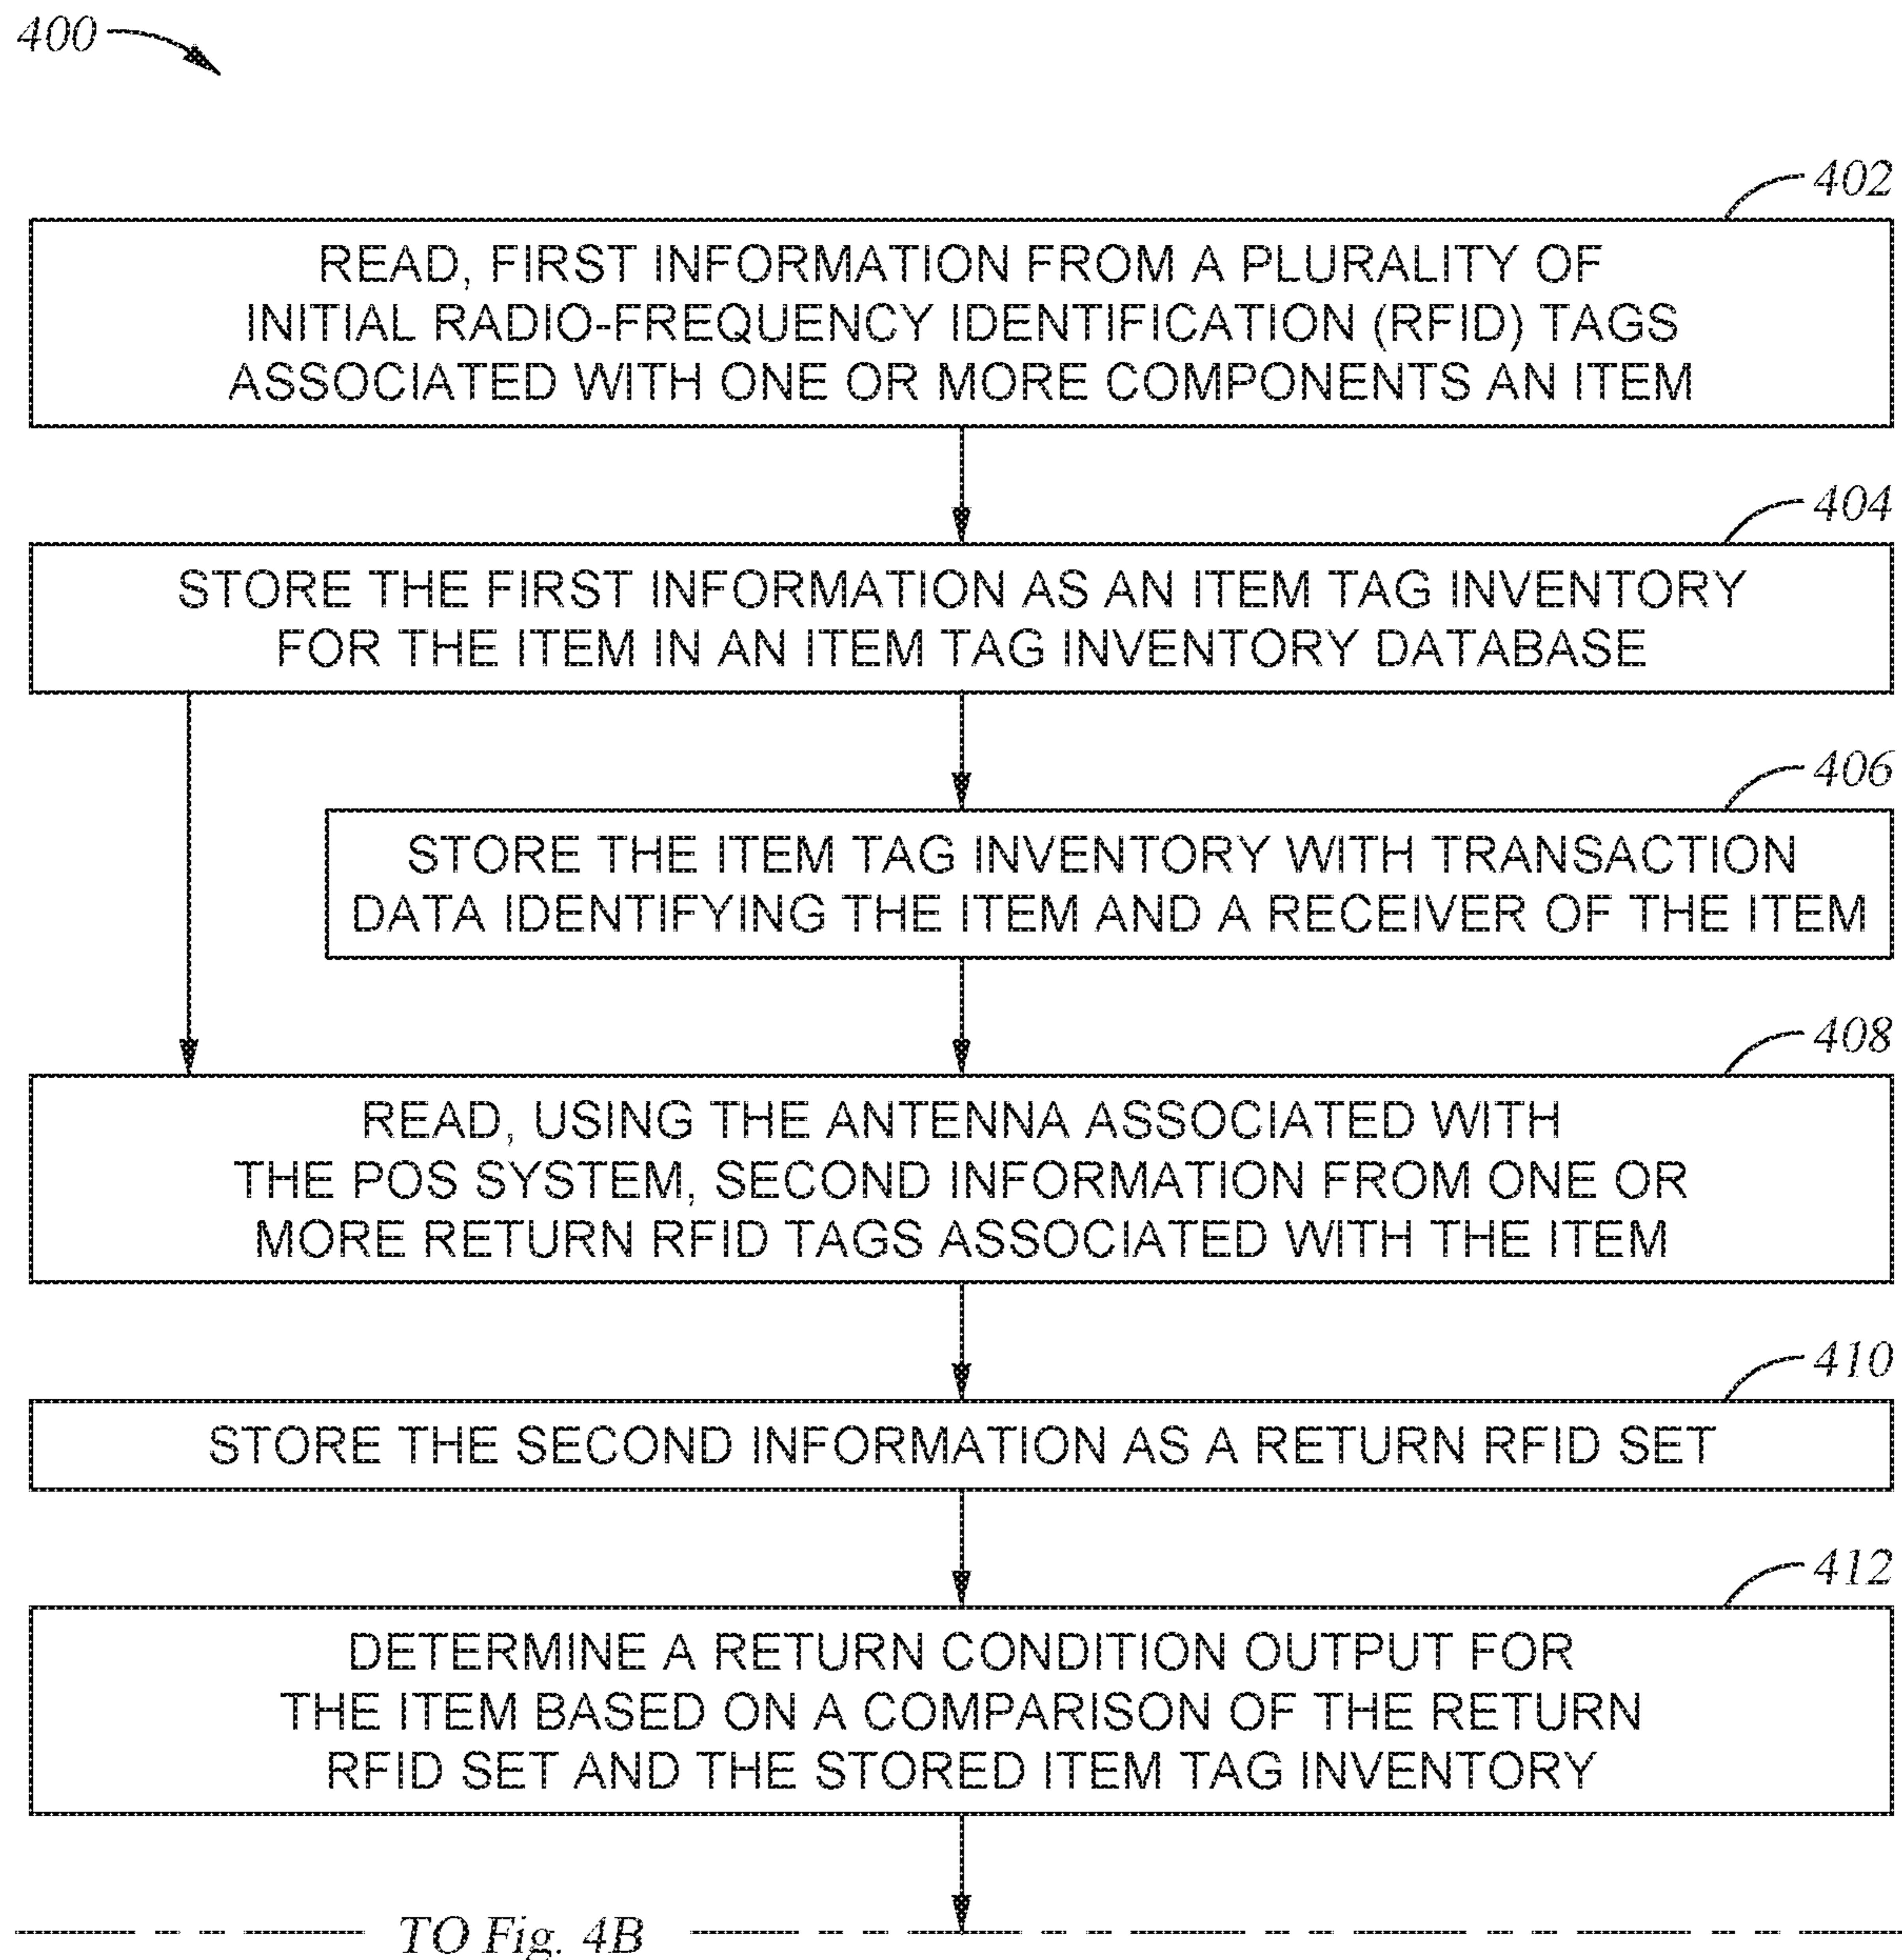 400
402
READ, FIRST INFORMATION FROM A PLURALITY OF
INITIAL RADIO-FREQUENCY IDENTIFICATION (RFID) TAGS
ASSOCIATED WITH ONE OR MORE COMPONENTS AN ITEM
404
STORE THE FIRST INFORMATION AS AN ITEM TAG INVENTORY
FOR THE ITEM IN AN ITEM TAG INVENTORY DATABASE
406
STORE THE ITEM TAG INVENTORY WITH TRANSACTION
DATA IDENTIFYING THE ITEM AND A RECEIVER OF THE ITEM
408
READ, USING THE ANTENNA ASSOCIATED WITH
THE POS SYSTEM, SECOND INFORMATION FROM ONE OR
MORE RETURN RFID TAGS ASSOCIATED WITH THE ITEM
410
STORE THE SECOND INFORMATION AS A RETURN RFID SET
412
DETERMINE A RETURN CONDITION OUTPUT FOR
THE ITEM BASED ON A COMPARISON OF THE RETURN
RFID SET AND THE STORED ITEM TAG INVENTORY
TO Fig. 4B